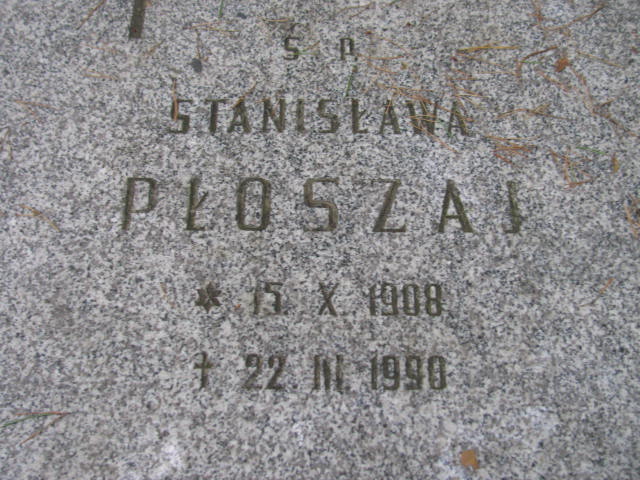 Ś P.
STANISŁAWA
PŁOSZAJ
* 15. X. 1908
† 22. III. 1990